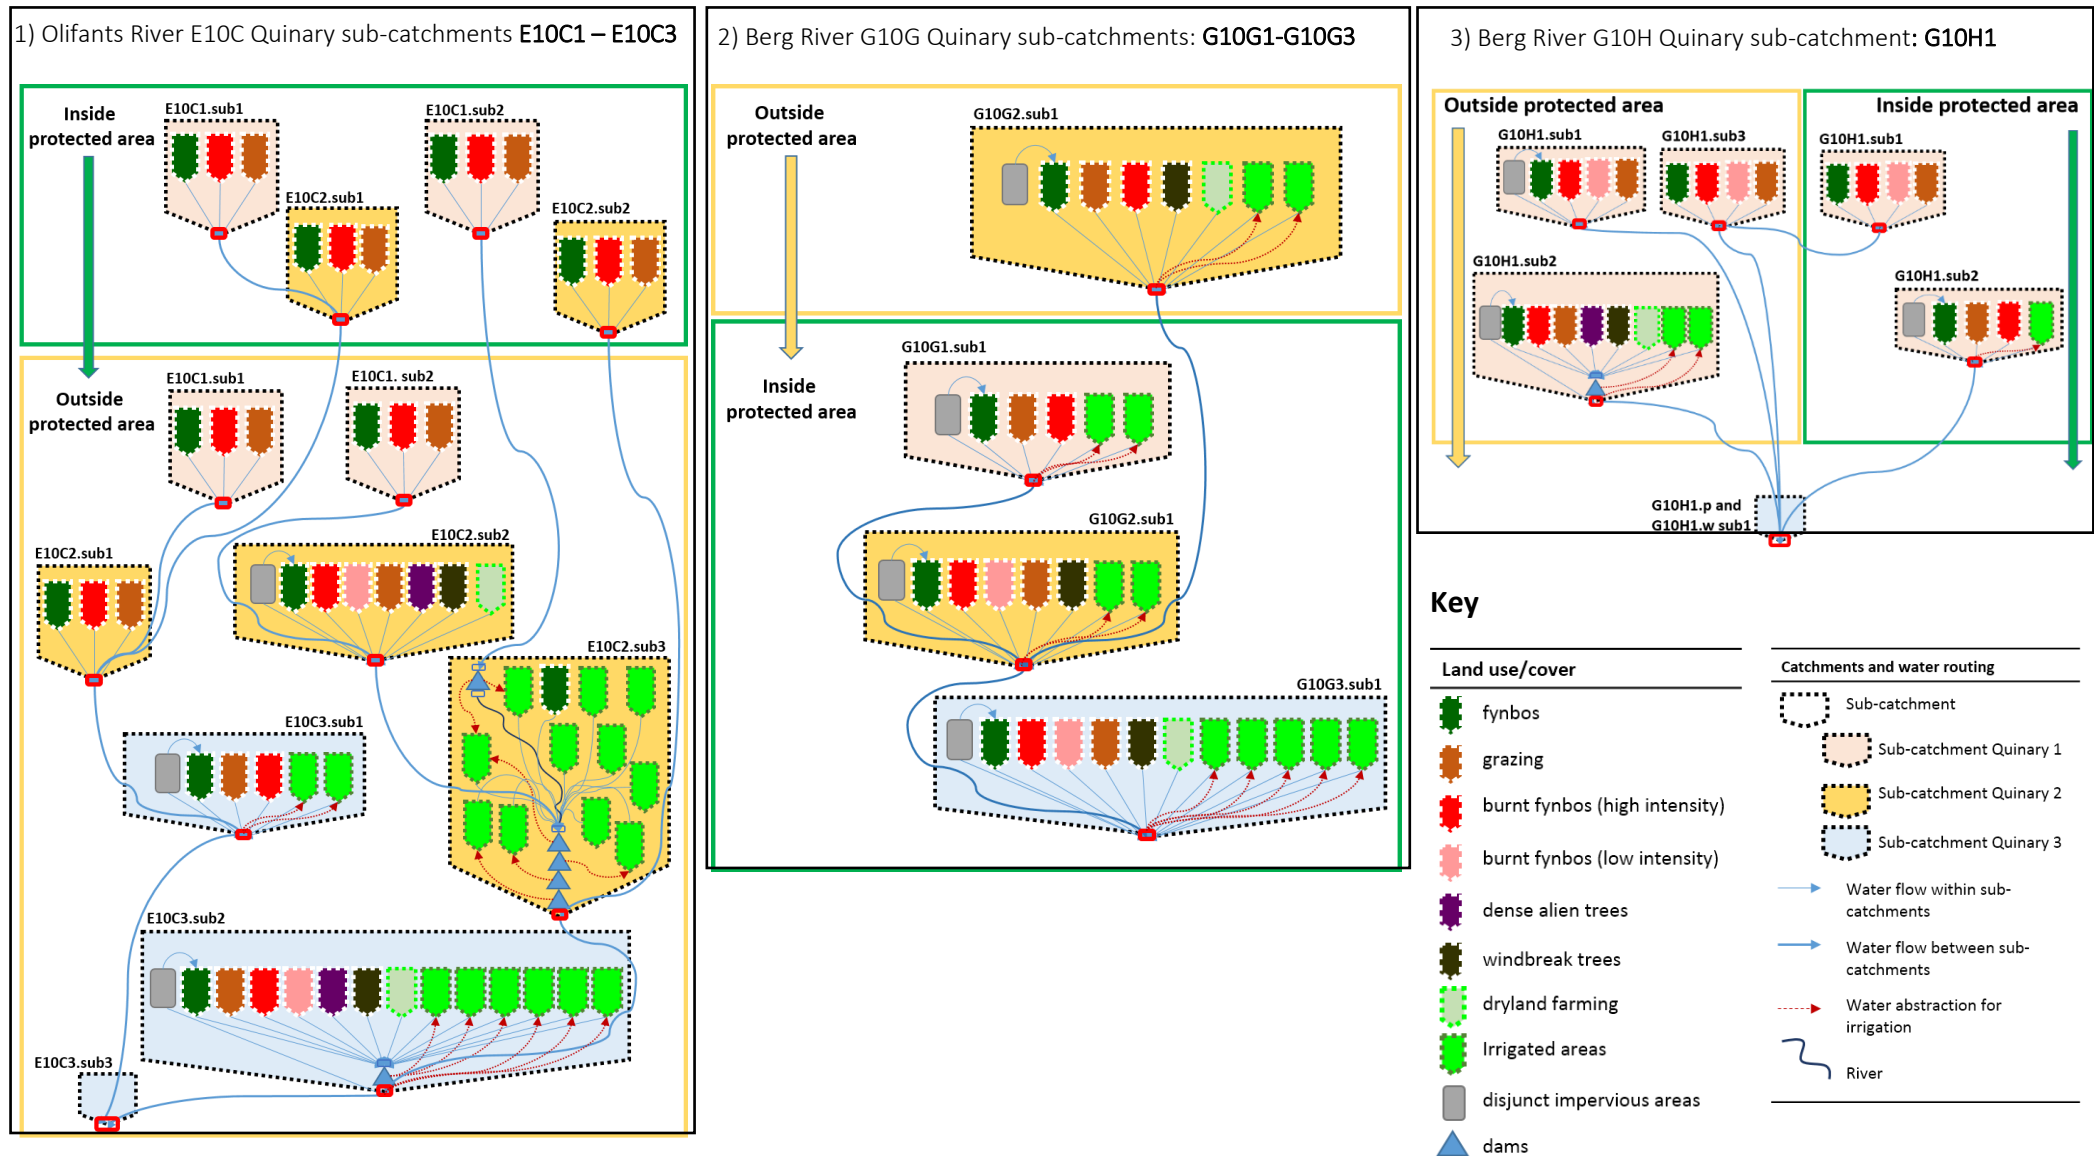 1) Olifants River E10C Quinary sub-catchments E10C1 – E10C3
Inside
protected area
E10C1.sub1
E10C1.sub2
E10C2.sub1
E10C2.sub2
Outside
protected area
E10C1.sub1
E10C1. sub2
E10C2.sub1
E10C2.sub2
E10C2.sub3
E10C3.sub1
E10C3.sub2
E10C3.sub3
2) Berg River G10G Quinary sub-catchments: G10G1-G10G3
Outside
protected area
G10G2.sub1
Inside
protected area
G10G1.sub1
G10G2.sub1
G10G3.sub1
3) Berg River G10H Quinary sub-catchment: G10H1
Outside protected area
Inside protected area
G10H1.sub1
G10H1.sub3
G10H1.sub1
G10H1.sub2
G10H1.sub2
G10H1.p and
G10H1.w sub1
Key
Land use/cover
fynbos
grazing
burnt fynbos (high intensity)
burnt fynbos (low intensity)
dense alien trees
windbreak trees
dryland farming
Irrigated areas
disjunct impervious areas
dams
Catchments and water routing
Sub-catchment
Sub-catchment Quinary 1
Sub-catchment Quinary 2
Sub-catchment Quinary 3
Water flow within sub-
catchments
Water flow between sub-
catchments
Water abstraction for
irrigation
River